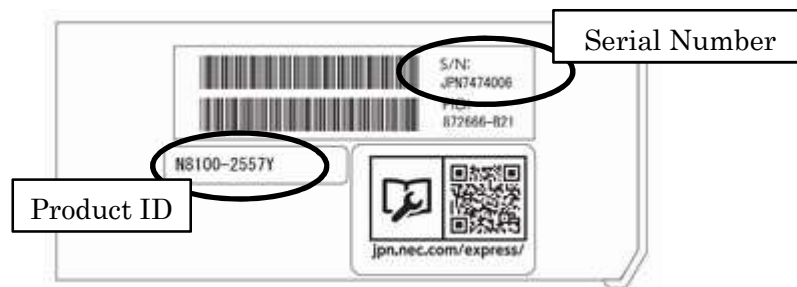 Serial Number
S/N:
JPN7474006
PID:
872666-B21
N8100-2557Y
Product ID
jpn.nec.com/express/